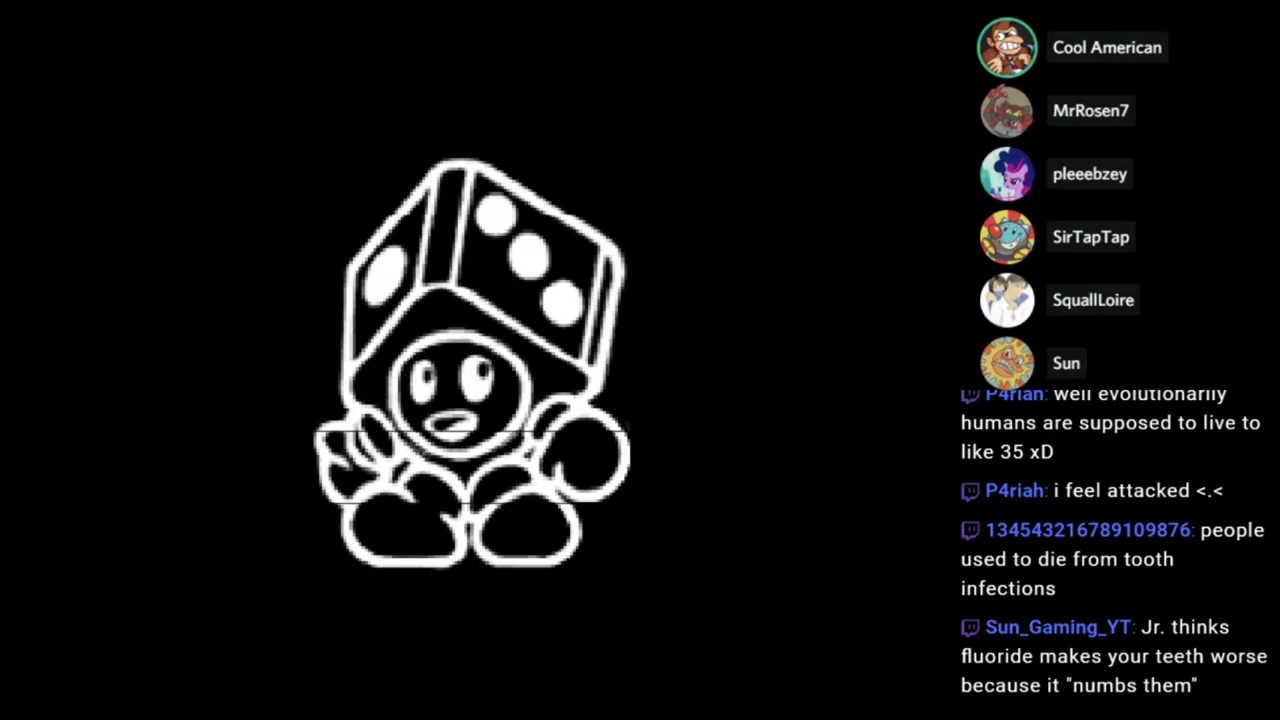 Cool American
MrRosen7
pleeebzey
SirTapTap
SquallLoire
Sun
P4riah: well evolutionarily
humans are supposed to live to
like 35 xD
P4riah: i feel attacked <.<
134543216789109876: people
used to die from tooth
infections
Sun_Gaming_YT: Jr. thinks
fluoride makes your teeth worse
because it "numbs them"